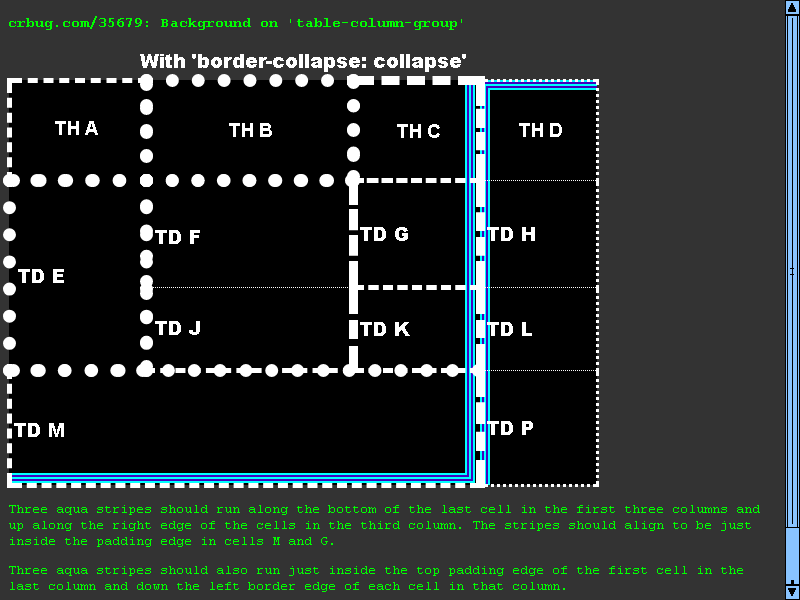 crbug.com/35679: Background on 'table-column-group'
With 'border-collapse: collapse'
TH A TH B TH C TH D
TD F TD G TD H
TD E
TD J TD K TD L
TD M TD P
Three aqua stripes should run along the bottom of the last cell in the first three columns and
up along the right edge of the cells in the third column. The stripes should align to be just
inside the padding edge in cells M and G.
Three aqua stripes should also run just inside the top padding edge of the first cell in the
last column and down the left border edge of each cell in that column.